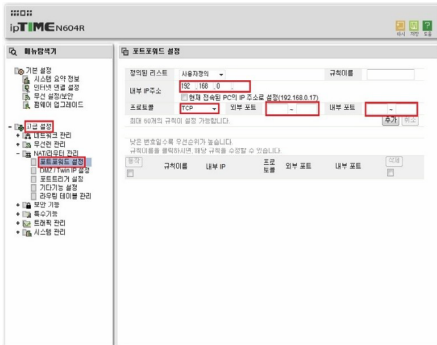 ipTIME N604R
메뉴탐색기
기본 설정
시스템 요약 정보
인터넷 연결 설정
무선 설정/보안
펌웨어 업그레이드
고급 설정
네트워크 관리
무선랜 관리
NAT/라우터 관리
포트포워드 설정
DMZ / Twin IP 설정
포트트리거 설정
기타기능 설정
라우팅 테이블 관리
보안 기능
특수기능
트래픽 관리
시스템 관리
포트포워드 설정
정의된 리스트 사용자정의 규칙이름
내부 IP주소 192 .168 .0 .
현재 접속된 PC의 IP 주소로 설정(192.168.0.17)
프로토콜 TCP 외부 포트 - 내부 포트 -
최대 60개의 규칙이 설정 가능합니다. 추가 취소
낮은 번호일수록 우선순위가 높습니다.
규칙이름을 클릭하시면, 해당 규칙을 수정할 수 있습니다.
동작 규칙이름 내부 IP 프로토콜 외부 포트 내부 포트 삭제